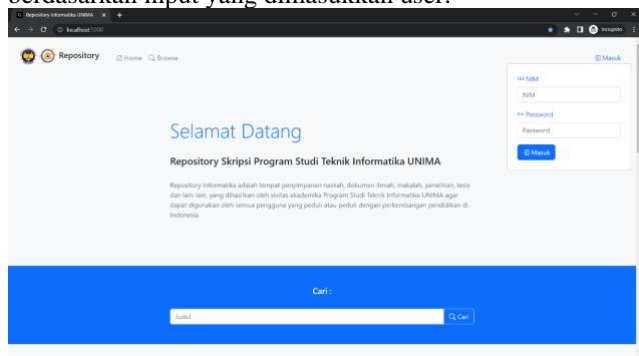 berdasarkan input yang dimasukkan user.
Repository Informatika UNIMA
localhost:5000
Incognito
Repository
Home
Browse
Masuk
NIM
NIM
Password
Password
Masuk
Selamat Datang
Repository Skripsi Program Studi Teknik Informatika UNIMA
Repository Informatika adalah tempat penyimpanan naskah, dokumen ilmiah, makalah, penelitian, tesis
dan lain-lain, yang dihasilkan oleh sivitas akademika Program Studi Teknik Informatika UNIMA agar
dapat digunakan oleh semua pengguna yang peduli atau peduli dengan perkembangan pendidikan di
Indonesia.
Cari :
Judul
Cari